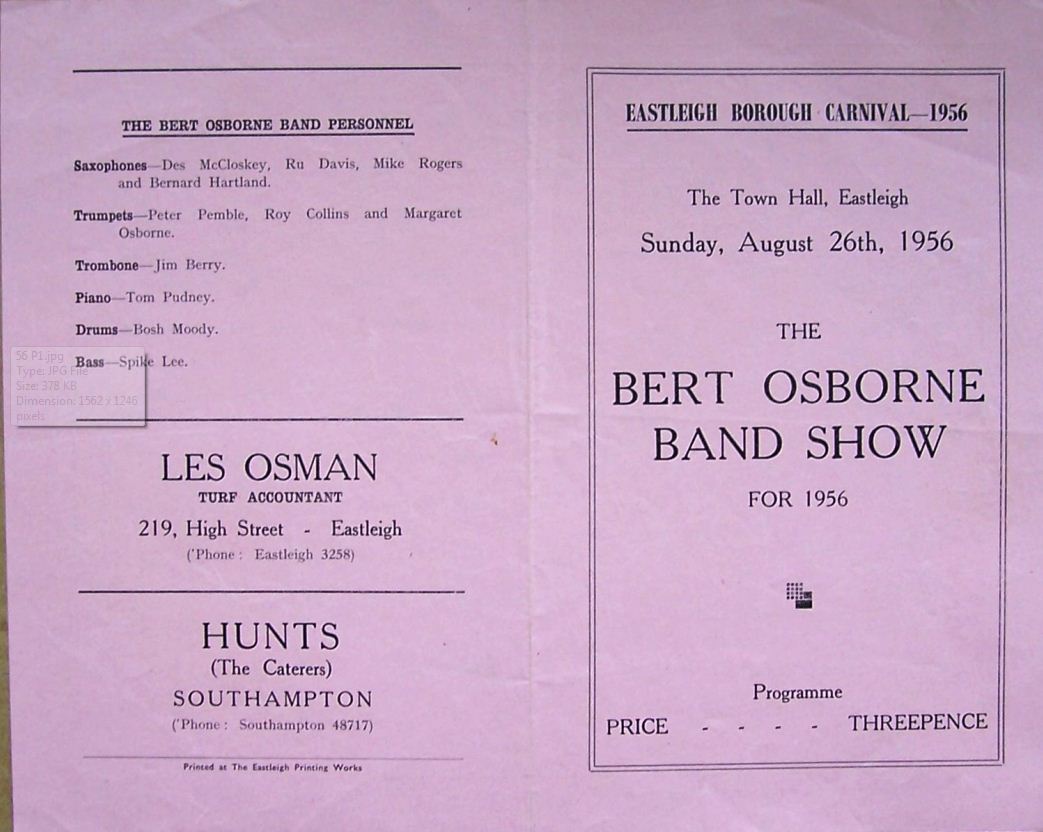 THE BERT OSBORNE BAND PERSONNEL
Saxophones—Des McCloskey, Ru Davis, Mike Rogers
and Bernard Hartland.
Trumpets—Peter Pemble, Roy Collins and Margaret
Osborne.
Trombone—Jim Berry.
Piano—Tom Pudney.
Drums—Bosh Moody.
Bass—Spike Lee.
56 P1.jpg
Type: JPG File
Size: 378 KB
Dimension: 1562 x 1246
pixels
LES OSMAN
TURF ACCOUNTANT
219, High Street - Eastleigh
('Phone : Eastleigh 3258)
HUNTS
(The Caterers)
SOUTHAMPTON
('Phone : Southampton 48717)
Printed at The Eastleigh Printing Works
EASTLEIGH BOROUGH CARNIVAL—1956
The Town Hall, Eastleigh
Sunday, August 26th, 1956
THE
BERT OSBORNE
BAND SHOW
FOR 1956
Programme
PRICE - - - - THREEPENCE